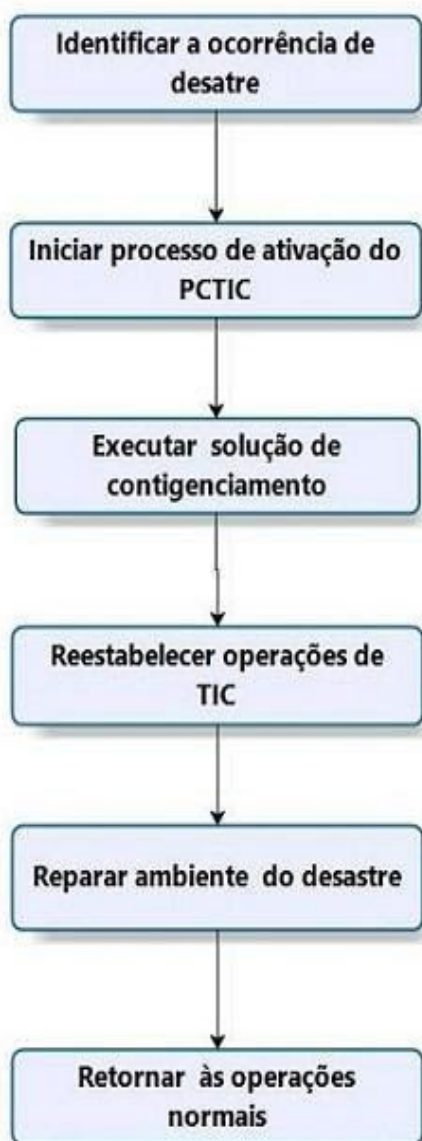 Identificar a ocorrência de
desatre
Iniciar processo de ativação do
PCTIC
Executar solução de
contigenciamento
Reestabelecer operações de
TIC
Reparar ambiente do desastre
Retornar às operações
normais